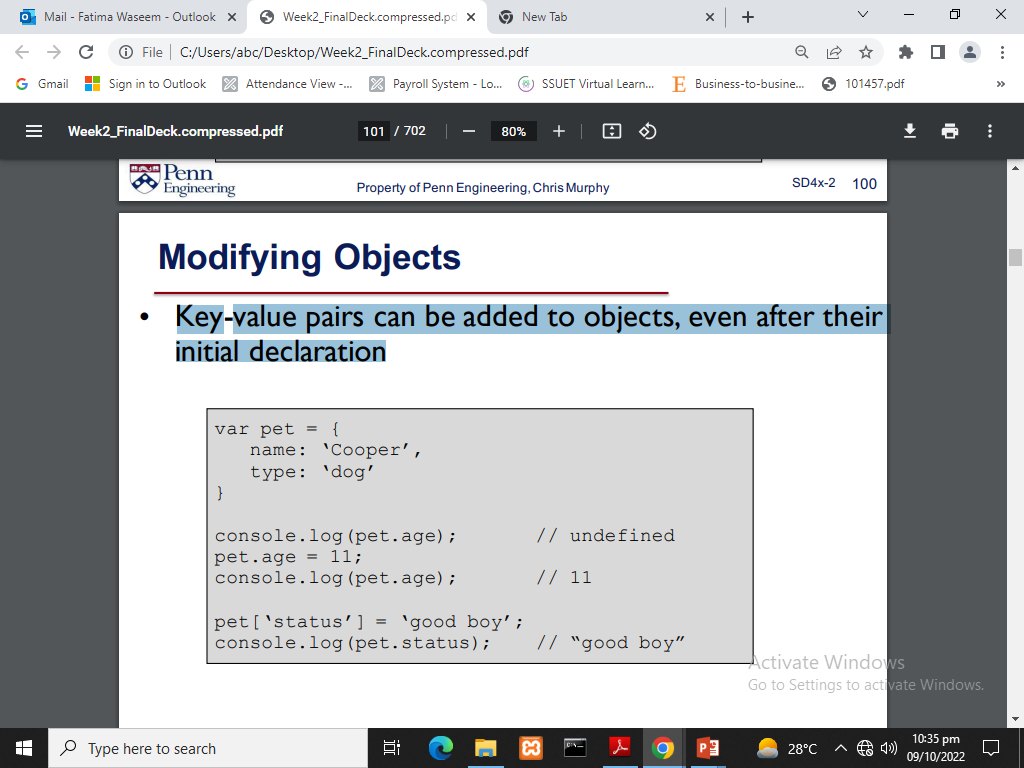 Mail - Fatima Waseem - Outlook
Week2_FinalDeck.compressed.pd
New Tab
File
C:/Users/abc/Desktop/Week2_FinalDeck.compressed.pdf
Gmail
Sign in to Outlook
Attendance View -...
Payroll System - Lo...
SSUET Virtual Learn...
Business-to-busine...
101457.pdf
»
Week2_FinalDeck.compressed.pdf
101 / 702
80%
Penn
Engineering
Property of Penn Engineering, Chris Murphy
SD4x-2 100
Modifying Objects
• Key-value pairs can be added to objects, even after their
initial declaration
var pet = {
name: ‘Cooper’,
type: ‘dog’
}
console.log(pet.age); // undefined
pet.age = 11;
console.log(pet.age); // 11
pet[‘status’] = ‘good boy’;
console.log(pet.status); // “good boy”
Activate Windows
Go to Settings to activate Windows.
Type here to search
28°C
10:35 pm
09/10/2022